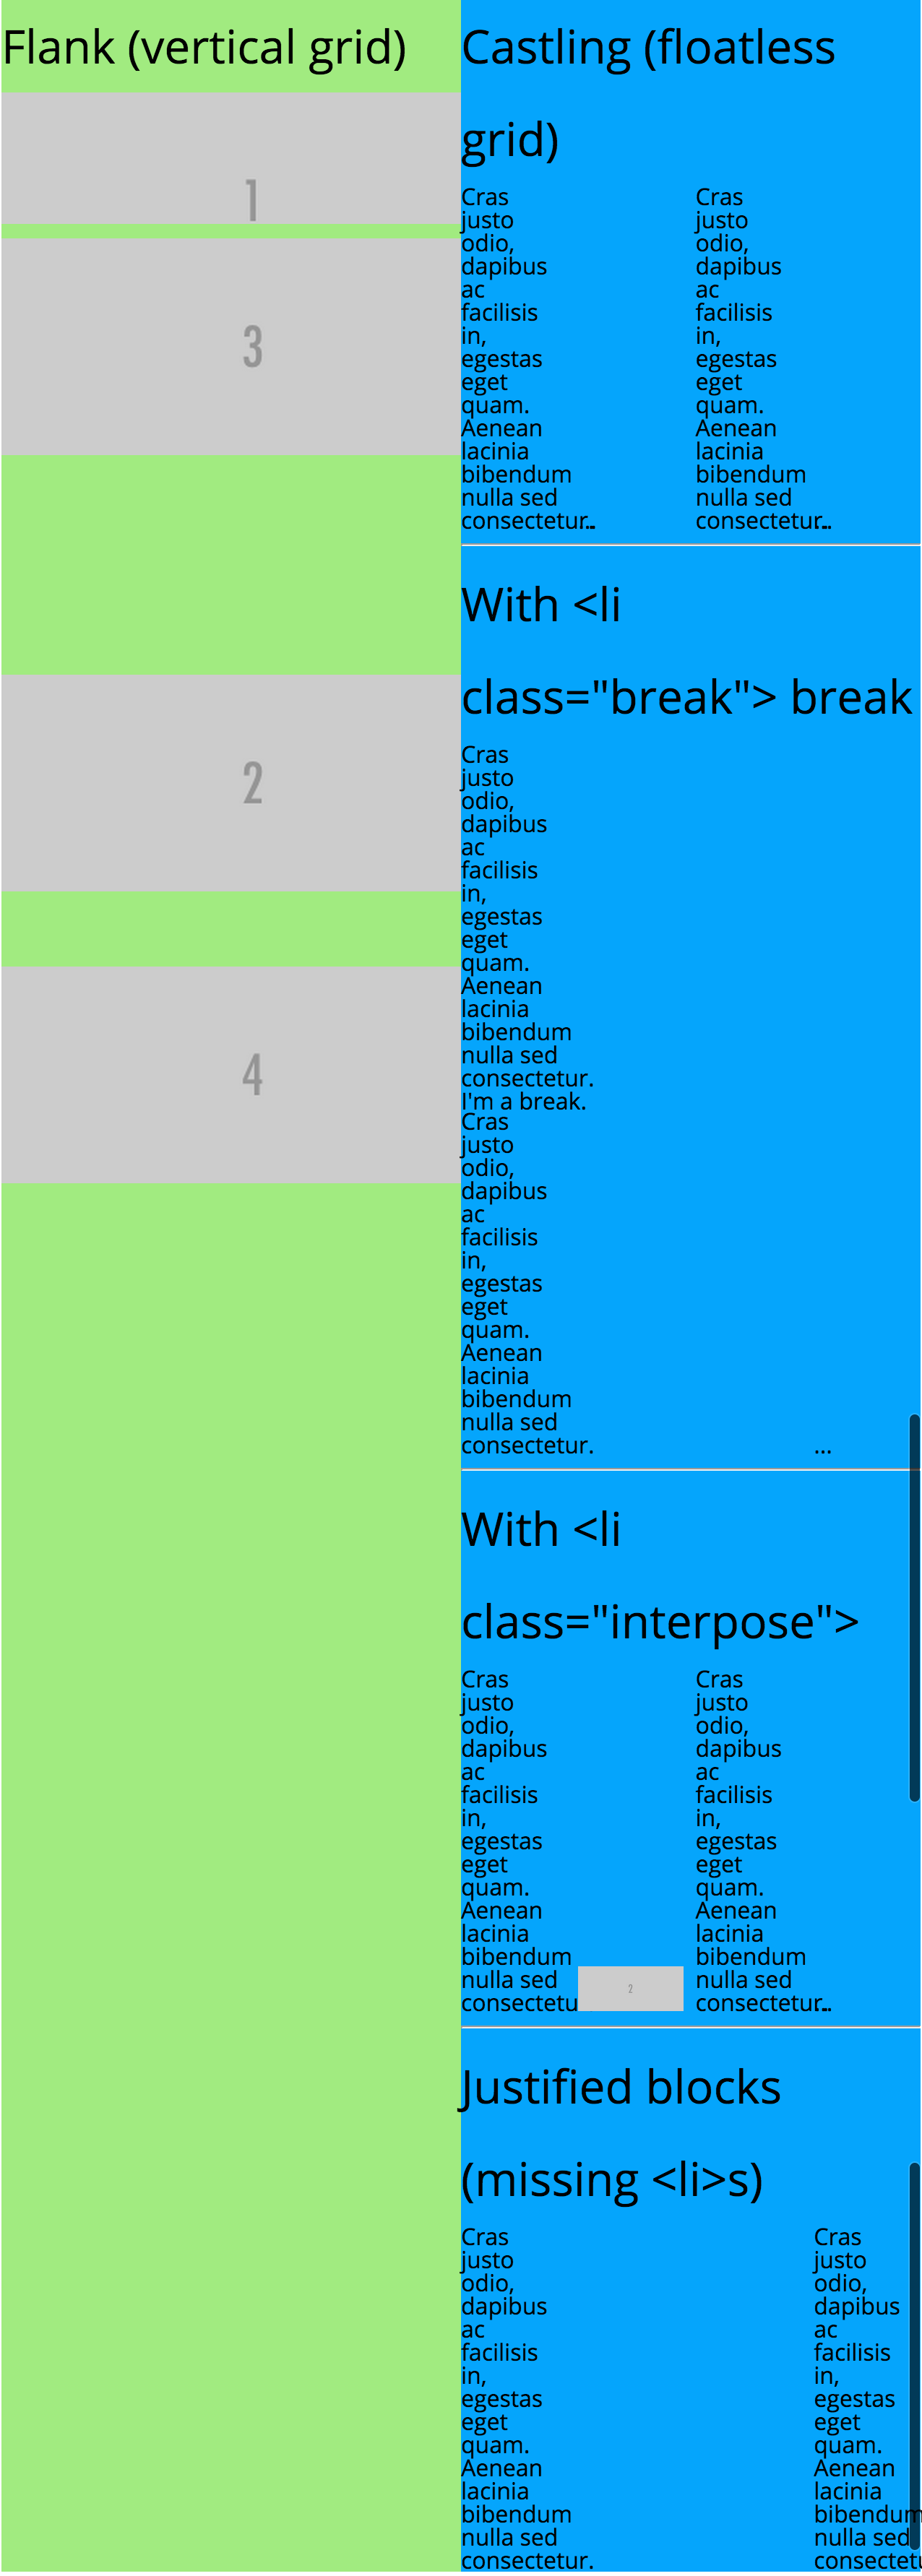 Flank (vertical grid)
1
3
2
4
Castling (floatless
grid)
Cras
justo
odio,
dapibus
ac
facilisis
in,
egestas
eget
quam.
Aenean
lacinia
bibendum
nulla sed
consectetur...
Cras
justo
odio,
dapibus
ac
facilisis
in,
egestas
eget
quam.
Aenean
lacinia
bibendum
nulla sed
consectetur...
With <li
class="break"> break
Cras
justo
odio,
dapibus
ac
facilisis
in,
egestas
eget
quam.
Aenean
lacinia
bibendum
nulla sed
consectetur.
I'm a break.
Cras
justo
odio,
dapibus
ac
facilisis
in,
egestas
eget
quam.
Aenean
lacinia
bibendum
nulla sed
consectetur.
...
With <li
class="interpose">
Cras
justo
odio,
dapibus
ac
facilisis
in,
egestas
eget
quam.
Aenean
lacinia
bibendum
nulla sed
consectetu
2
Cras
justo
odio,
dapibus
ac
facilisis
in,
egestas
eget
quam.
Aenean
lacinia
bibendum
nulla sed
consectetur...
Justified blocks
(missing <li>s)
Cras
justo
odio,
dapibus
ac
facilisis
in,
egestas
eget
quam.
Aenean
lacinia
bibendum
nulla sed
consectetur.
Cras
justo
odio,
dapibus
ac
facilisis
in,
egestas
eget
quam.
Aenean
lacinia
bibendum
nulla sed
consectetu